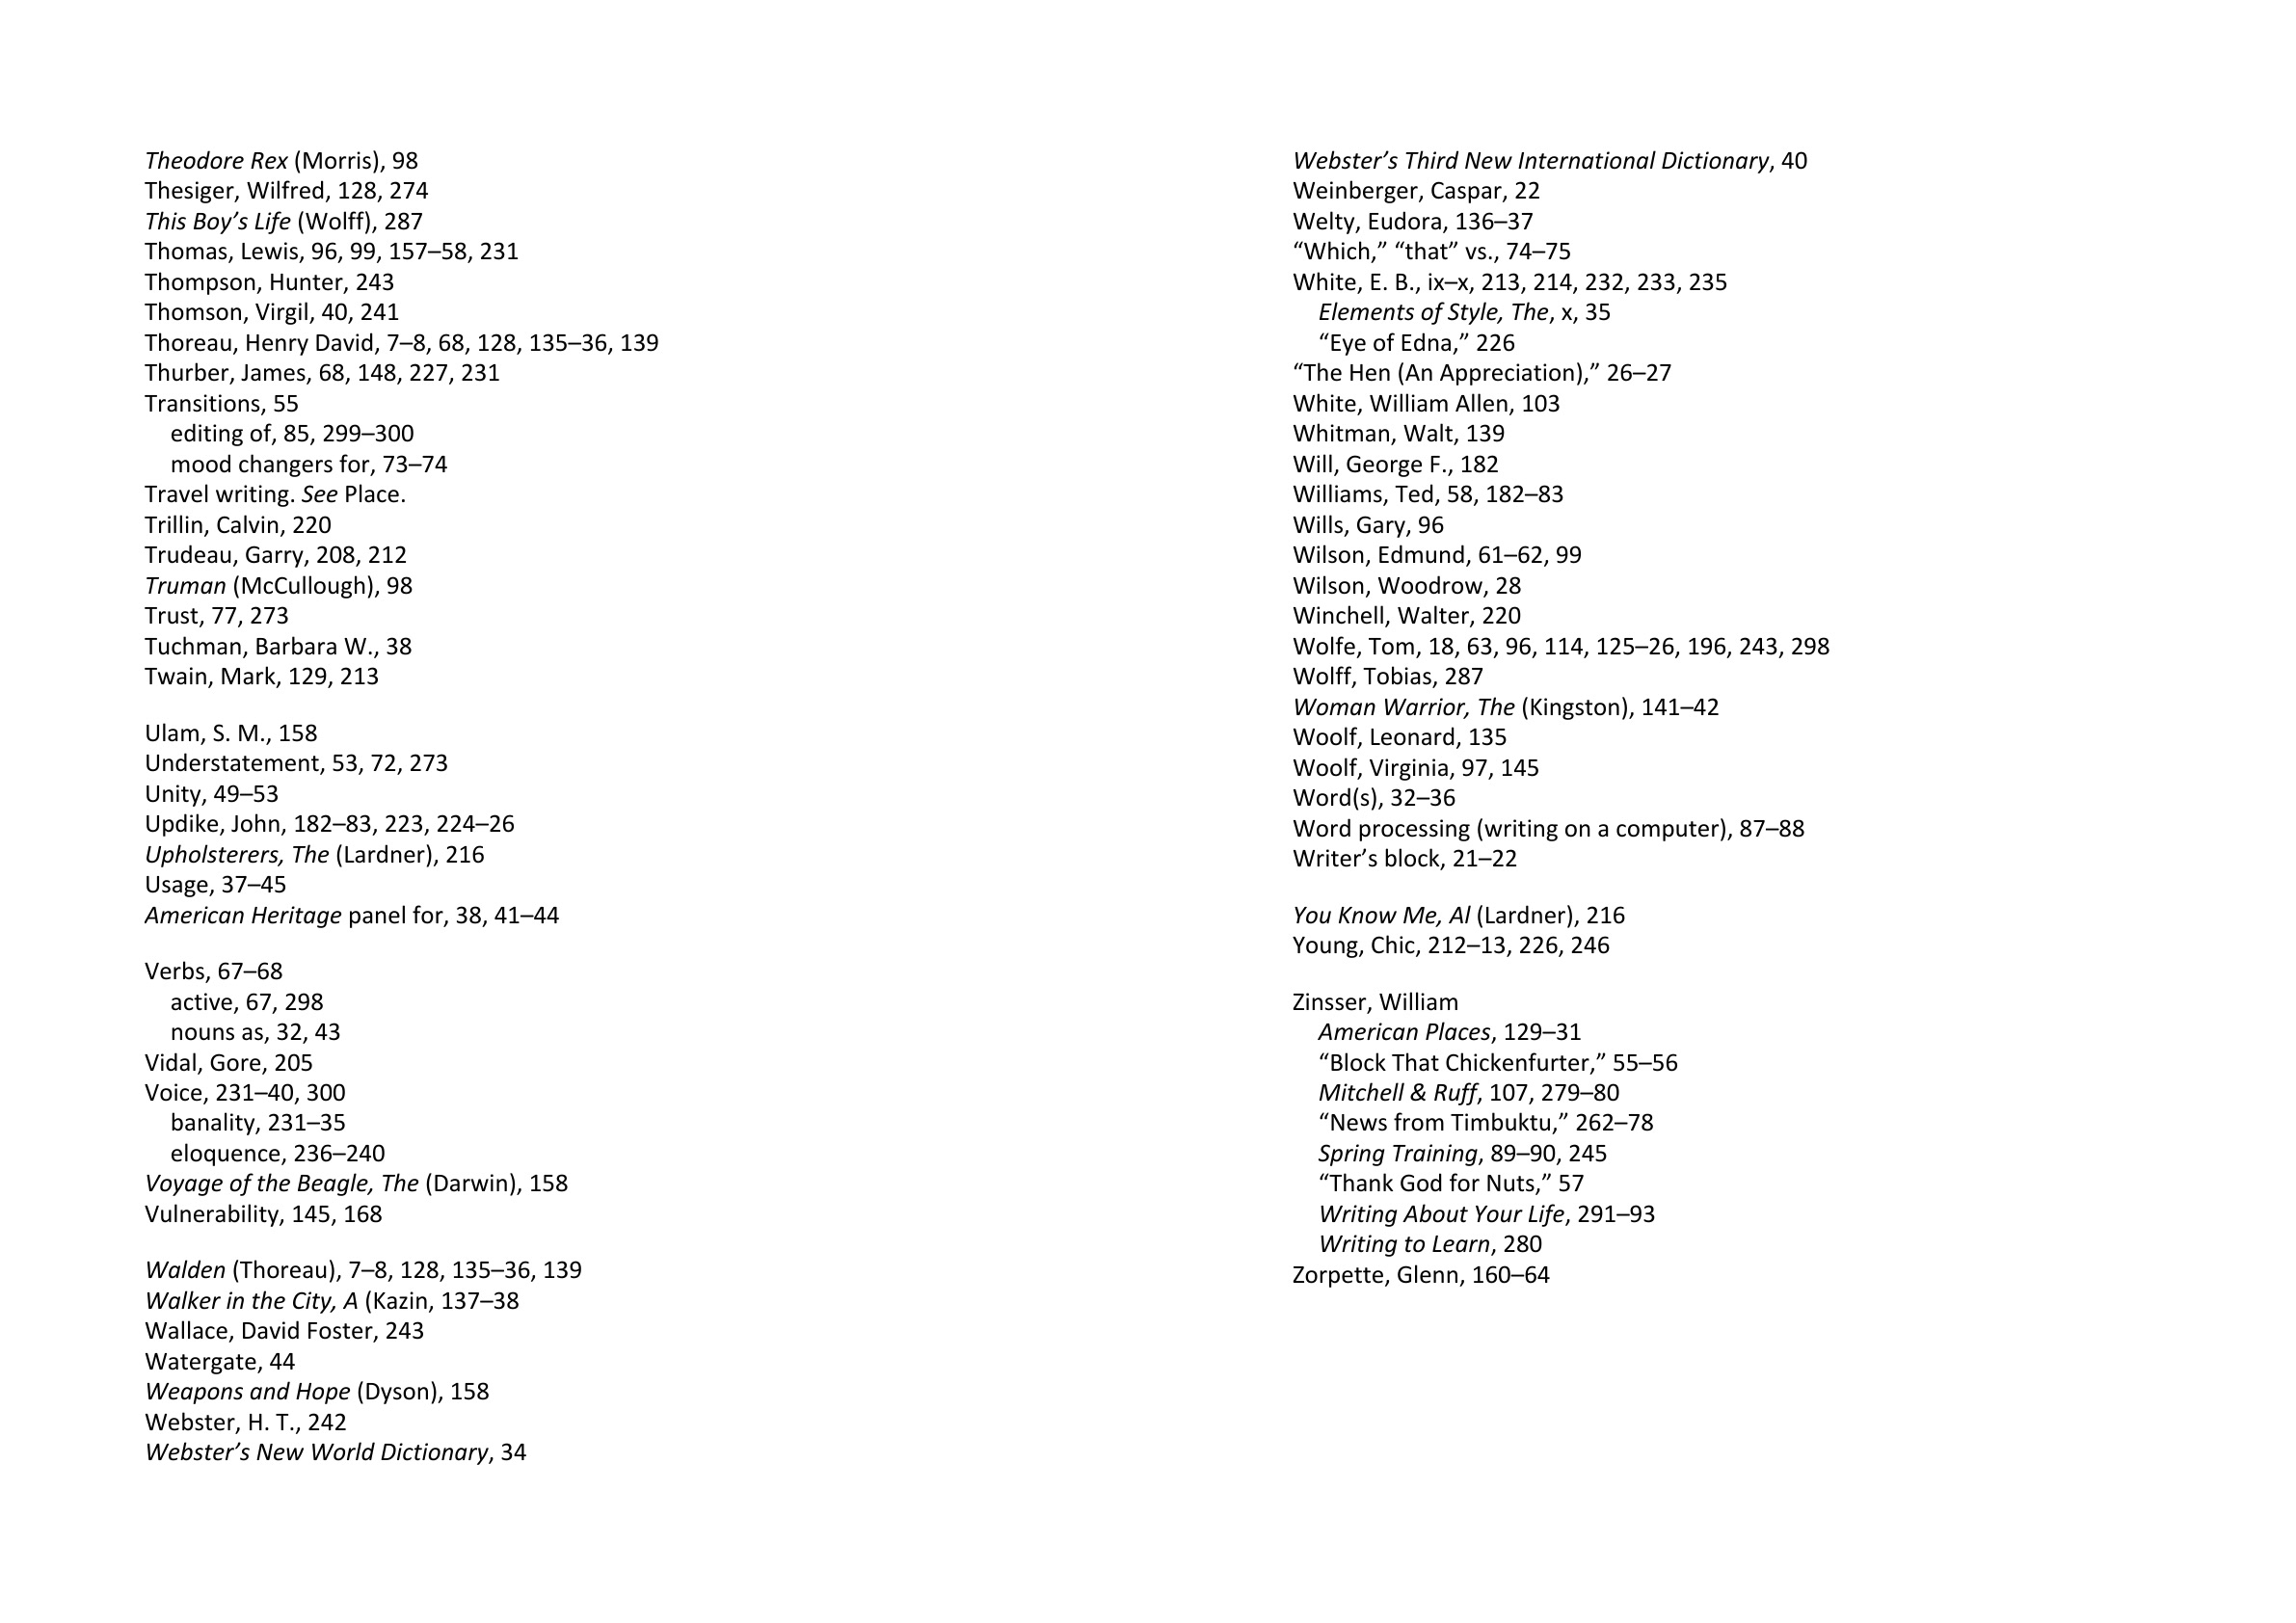 Theodore Rex (Morris), 98
Thesiger, Wilfred, 128, 274
This Boy’s Life (Wolff), 287
Thomas, Lewis, 96, 99, 157–58, 231
Thompson, Hunter, 243
Thomson, Virgil, 40, 241
Thoreau, Henry David, 7–8, 68, 128, 135–36, 139
Thurber, James, 68, 148, 227, 231
Transitions, 55
editing of, 85, 299–300
mood changers for, 73–74
Travel writing. See Place.
Trillin, Calvin, 220
Trudeau, Garry, 208, 212
Truman (McCullough), 98
Trust, 77, 273
Tuchman, Barbara W., 38
Twain, Mark, 129, 213
Ulam, S. M., 158
Understatement, 53, 72, 273
Unity, 49–53
Updike, John, 182–83, 223, 224–26
Upholsterers, The (Lardner), 216
Usage, 37–45
American Heritage panel for, 38, 41–44
Verbs, 67–68
active, 67, 298
nouns as, 32, 43
Vidal, Gore, 205
Voice, 231–40, 300
banality, 231–35
eloquence, 236–240
Voyage of the Beagle, The (Darwin), 158
Vulnerability, 145, 168
Walden (Thoreau), 7–8, 128, 135–36, 139
Walker in the City, A (Kazin, 137–38
Wallace, David Foster, 243
Watergate, 44
Weapons and Hope (Dyson), 158
Webster, H. T., 242
Webster’s New World Dictionary, 34
Webster’s Third New International Dictionary, 40
Weinberger, Caspar, 22
Welty, Eudora, 136–37
“Which,” “that” vs., 74–75
White, E. B., ix–x, 213, 214, 232, 233, 235
Elements of Style, The, x, 35
“Eye of Edna,” 226
“The Hen (An Appreciation),” 26–27
White, William Allen, 103
Whitman, Walt, 139
Will, George F., 182
Williams, Ted, 58, 182–83
Wills, Gary, 96
Wilson, Edmund, 61–62, 99
Wilson, Woodrow, 28
Winchell, Walter, 220
Wolfe, Tom, 18, 63, 96, 114, 125–26, 196, 243, 298
Wolff, Tobias, 287
Woman Warrior, The (Kingston), 141–42
Woolf, Leonard, 135
Woolf, Virginia, 97, 145
Word(s), 32–36
Word processing (writing on a computer), 87–88
Writer’s block, 21–22
You Know Me, Al (Lardner), 216
Young, Chic, 212–13, 226, 246
Zinsser, William
American Places, 129–31
“Block That Chickenfurter,” 55–56
Mitchell & Ruff, 107, 279–80
“News from Timbuktu,” 262–78
Spring Training, 89–90, 245
“Thank God for Nuts,” 57
Writing About Your Life, 291–93
Writing to Learn, 280
Zorpette, Glenn, 160–64